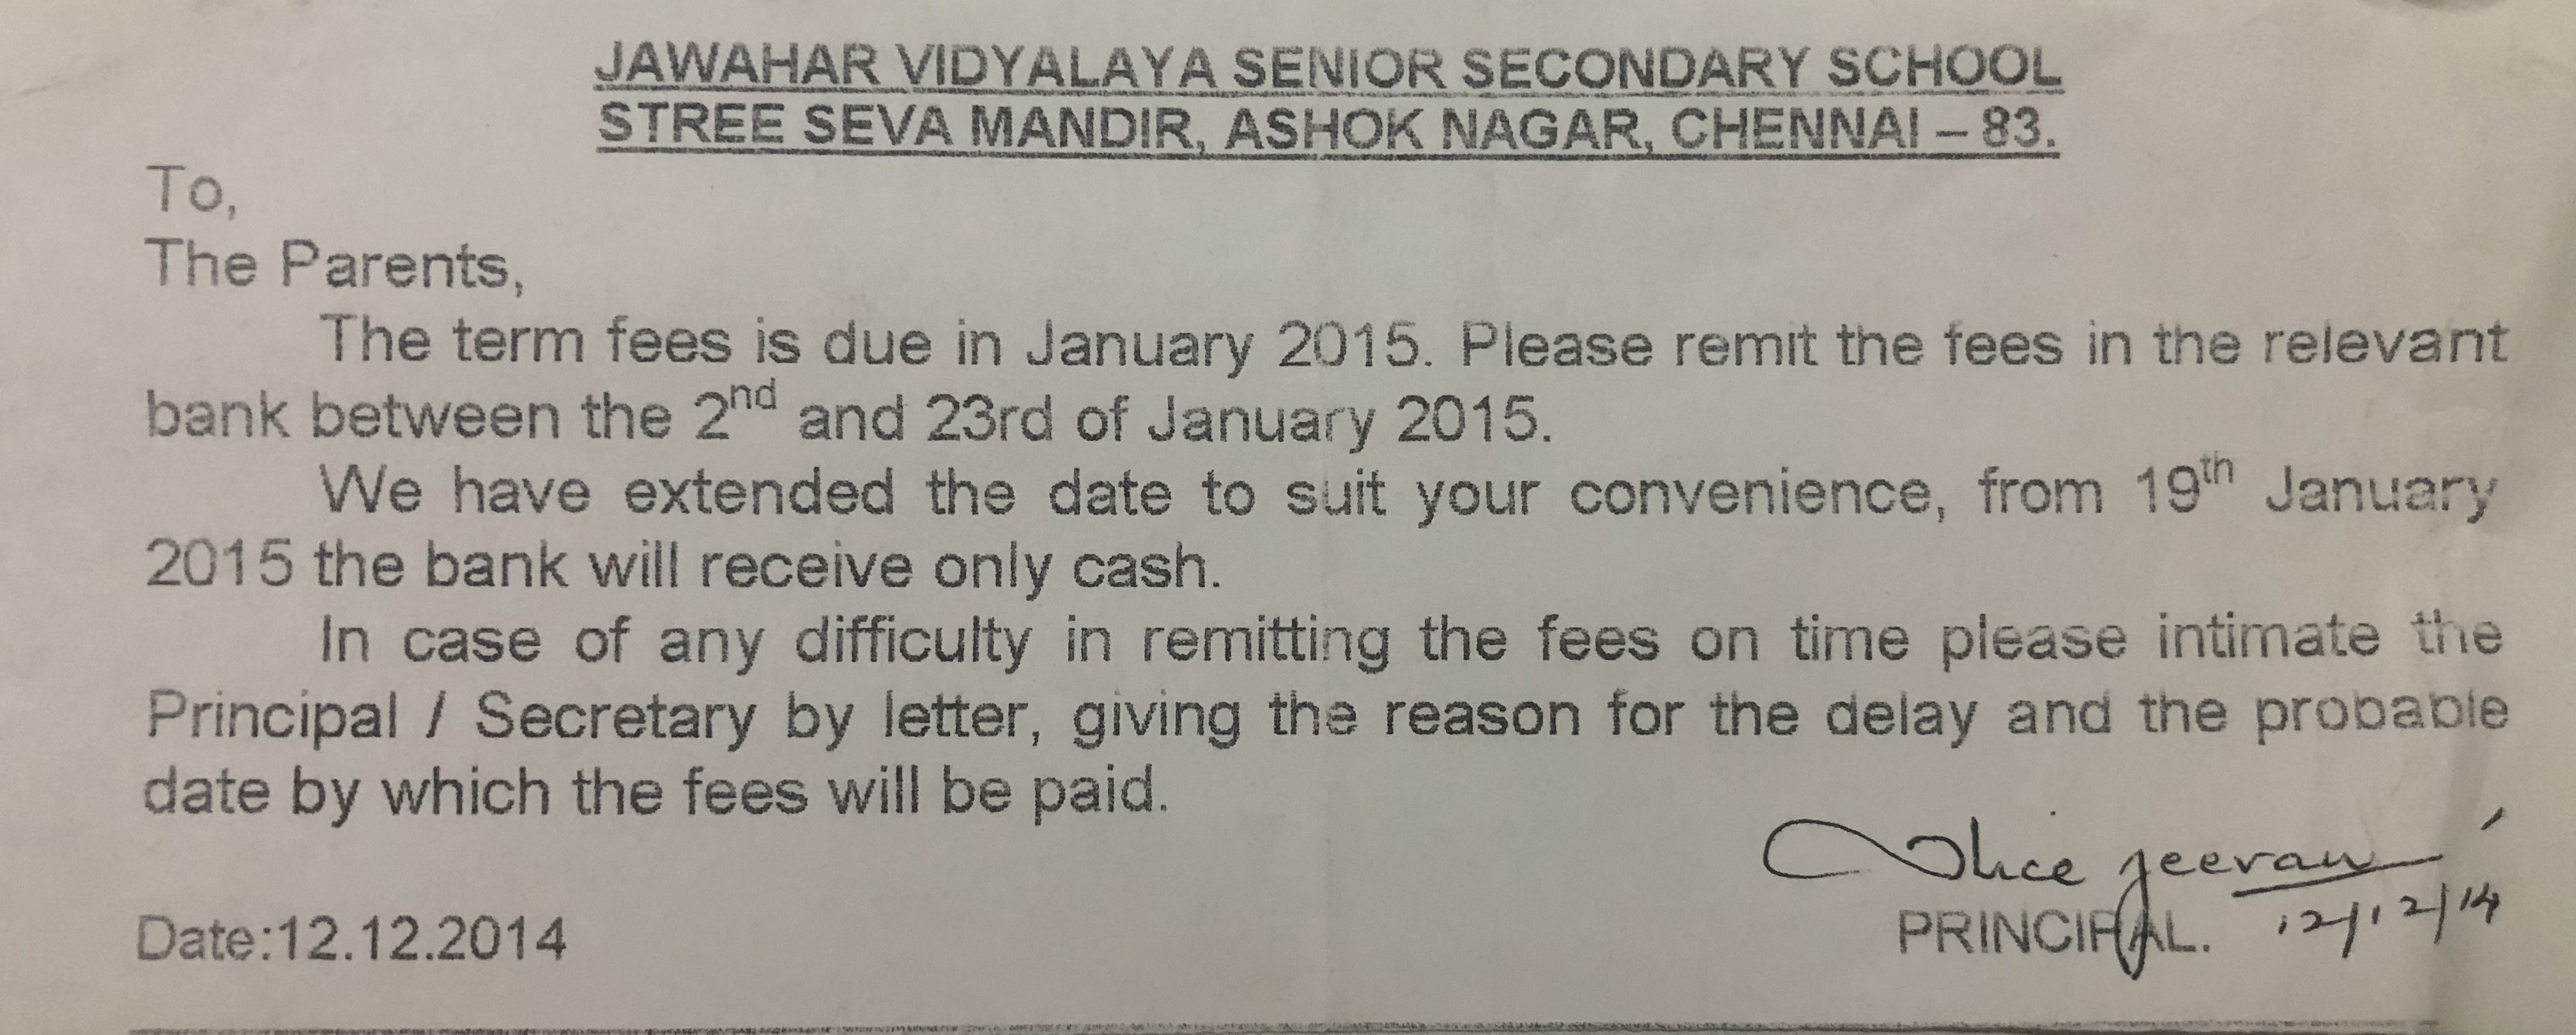 JAWAHAR VIDYALAYA SENIOR SECONDARY SCHOOL
STREE SEVA MANDIR, ASHOK NAGAR, CHENNAI – 83.
To,
The Parents,
The term fees is due in January 2015. Please remit the fees in the relevant
bank between the 2nd and 23rd of January 2015.
We have extended the date to suit your convenience, from 19th January
2015 the bank will receive only cash.
In case of any difficulty in remitting the fees on time please intimate the
Principal / Secretary by letter, giving the reason for the delay and the probable
date by which the fees will be paid.
Alice Jeevan
Date:12.12.2014 PRINCIPAL. 12/12/14